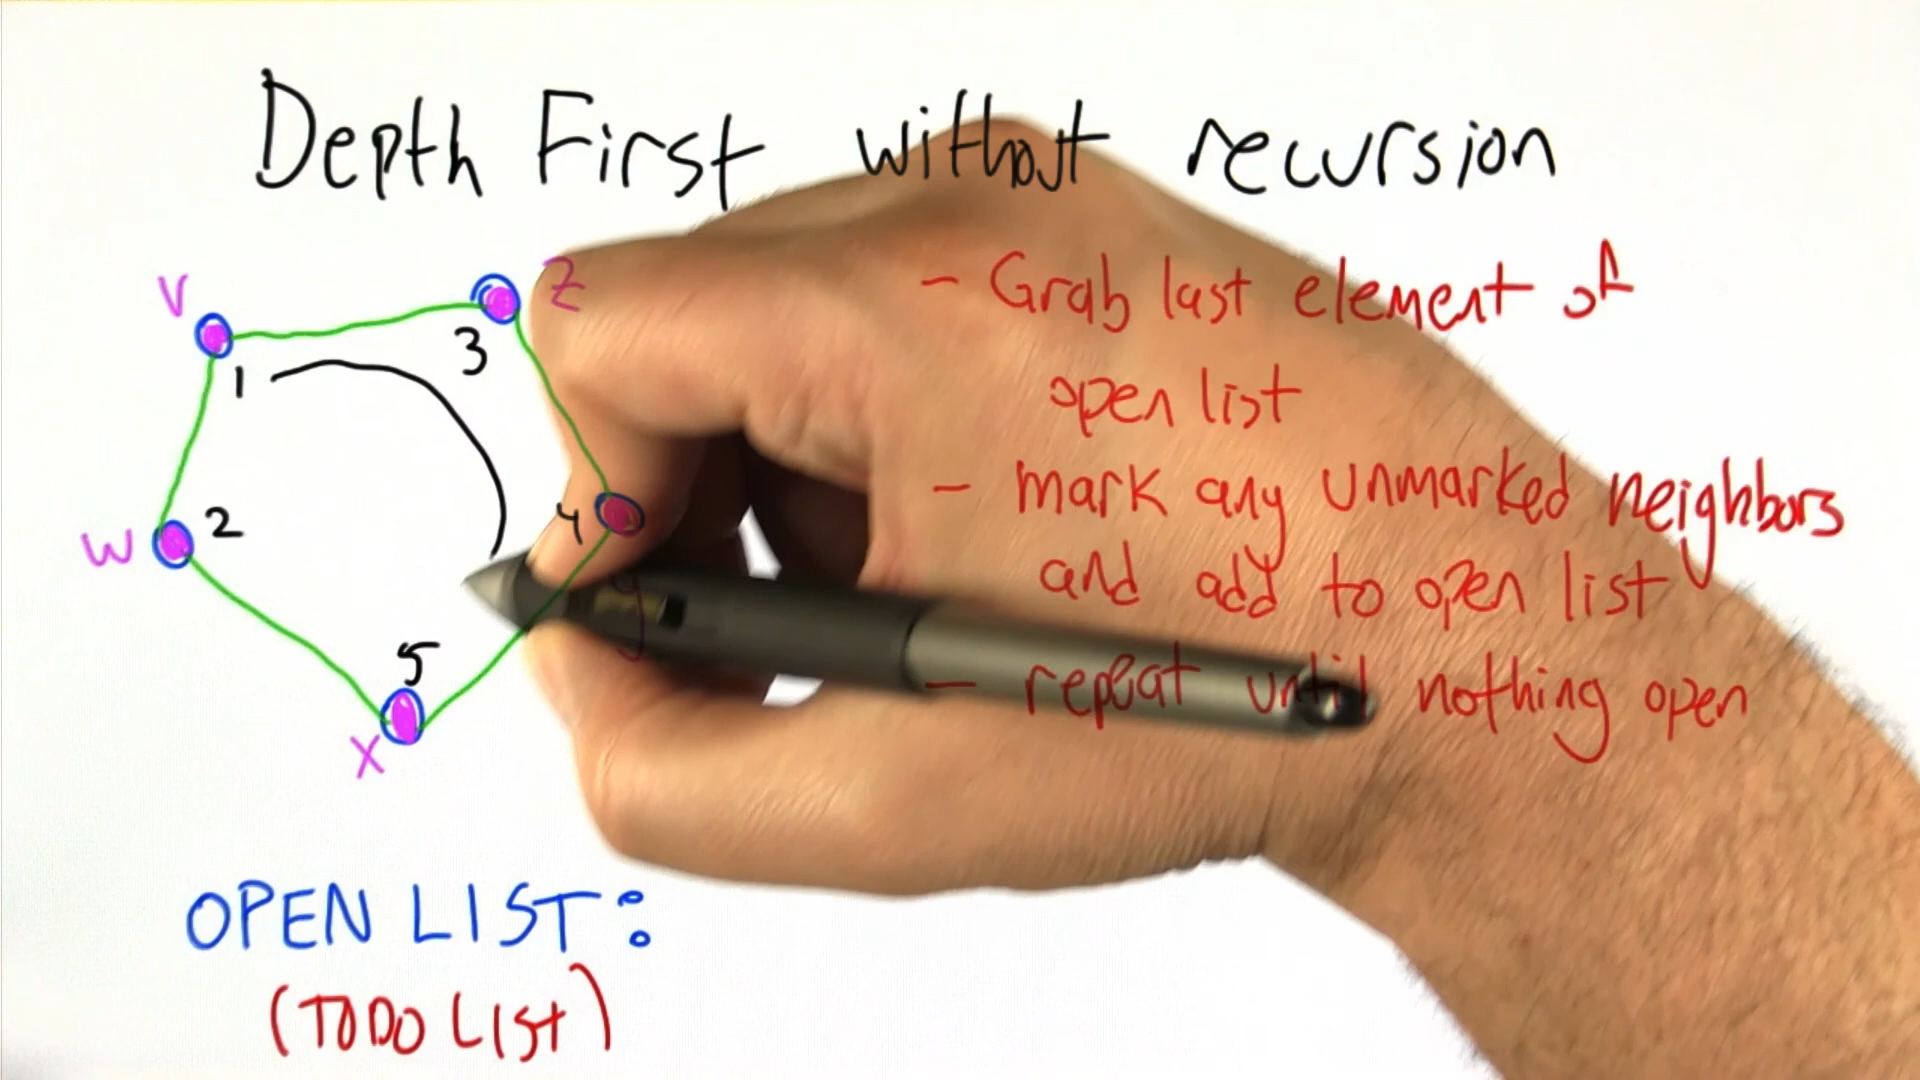 Depth First without recursion
- Grab last element of
open list
- mark any unmarked neighbors
and add to open list
- repeat until nothing open
V
Z
1
3
W
2
4
y
5
X
OPEN LIST:
(TODO LIST)